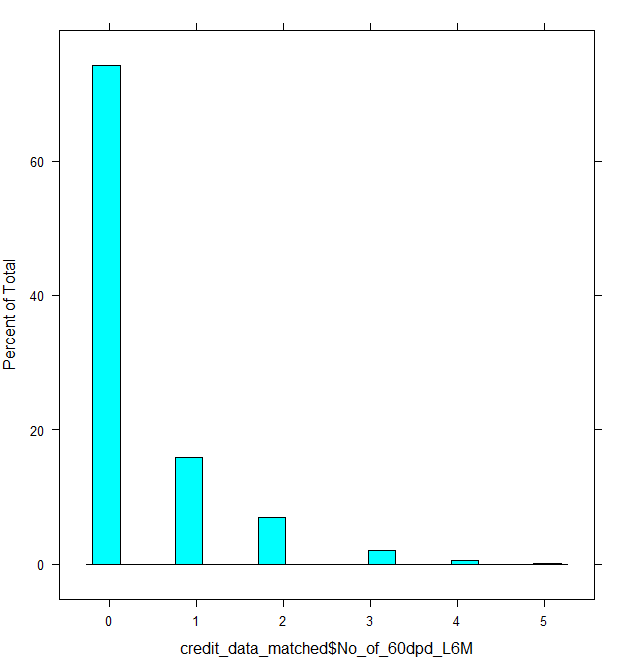 60
40
20
0
Percent of Total
0 1 2 3 4 5
credit_data_matched$No_of_60dpd_L6M